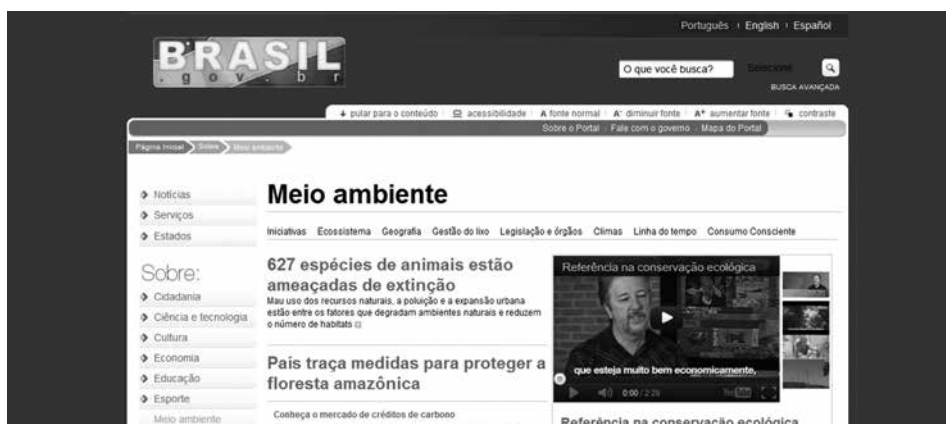 Português English Español
BRASIL
.gov.br
O que você busca? Selecione
BUSCA AVANÇADA
pular para o conteúdo acessibilidade A fonte normal A- diminuir fonte A+ aumentar fonte contraste
Sobre o Portal Fale com o governo Mapa do Portal
Página Inicial Sobre Meio ambiente
Meio ambiente
Iniciativas Ecossistema Geografia Gestão do lixo Legislação e órgãos Climas Linha do tempo Consumo Consciente
Notícias
Serviços
Estados
Sobre:
Cidadania
Ciência e tecnologia
Cultura
Economia
Educação
Esporte
Meio ambiente
627 espécies de animais estão
ameaçadas de extinção
Mau uso dos recursos naturais, a poluição e a expansão urbana
estão entre os fatores que degradam ambientes naturais e reduzem
o número de habitats
País traça medidas para proteger a
floresta amazônica
Conheça o mercado de créditos de carbono
Referência na conservação ecológica
que esteja muito bem economicamente,
0:00 / 2:28 YouTube
Referência na conservação ecológica